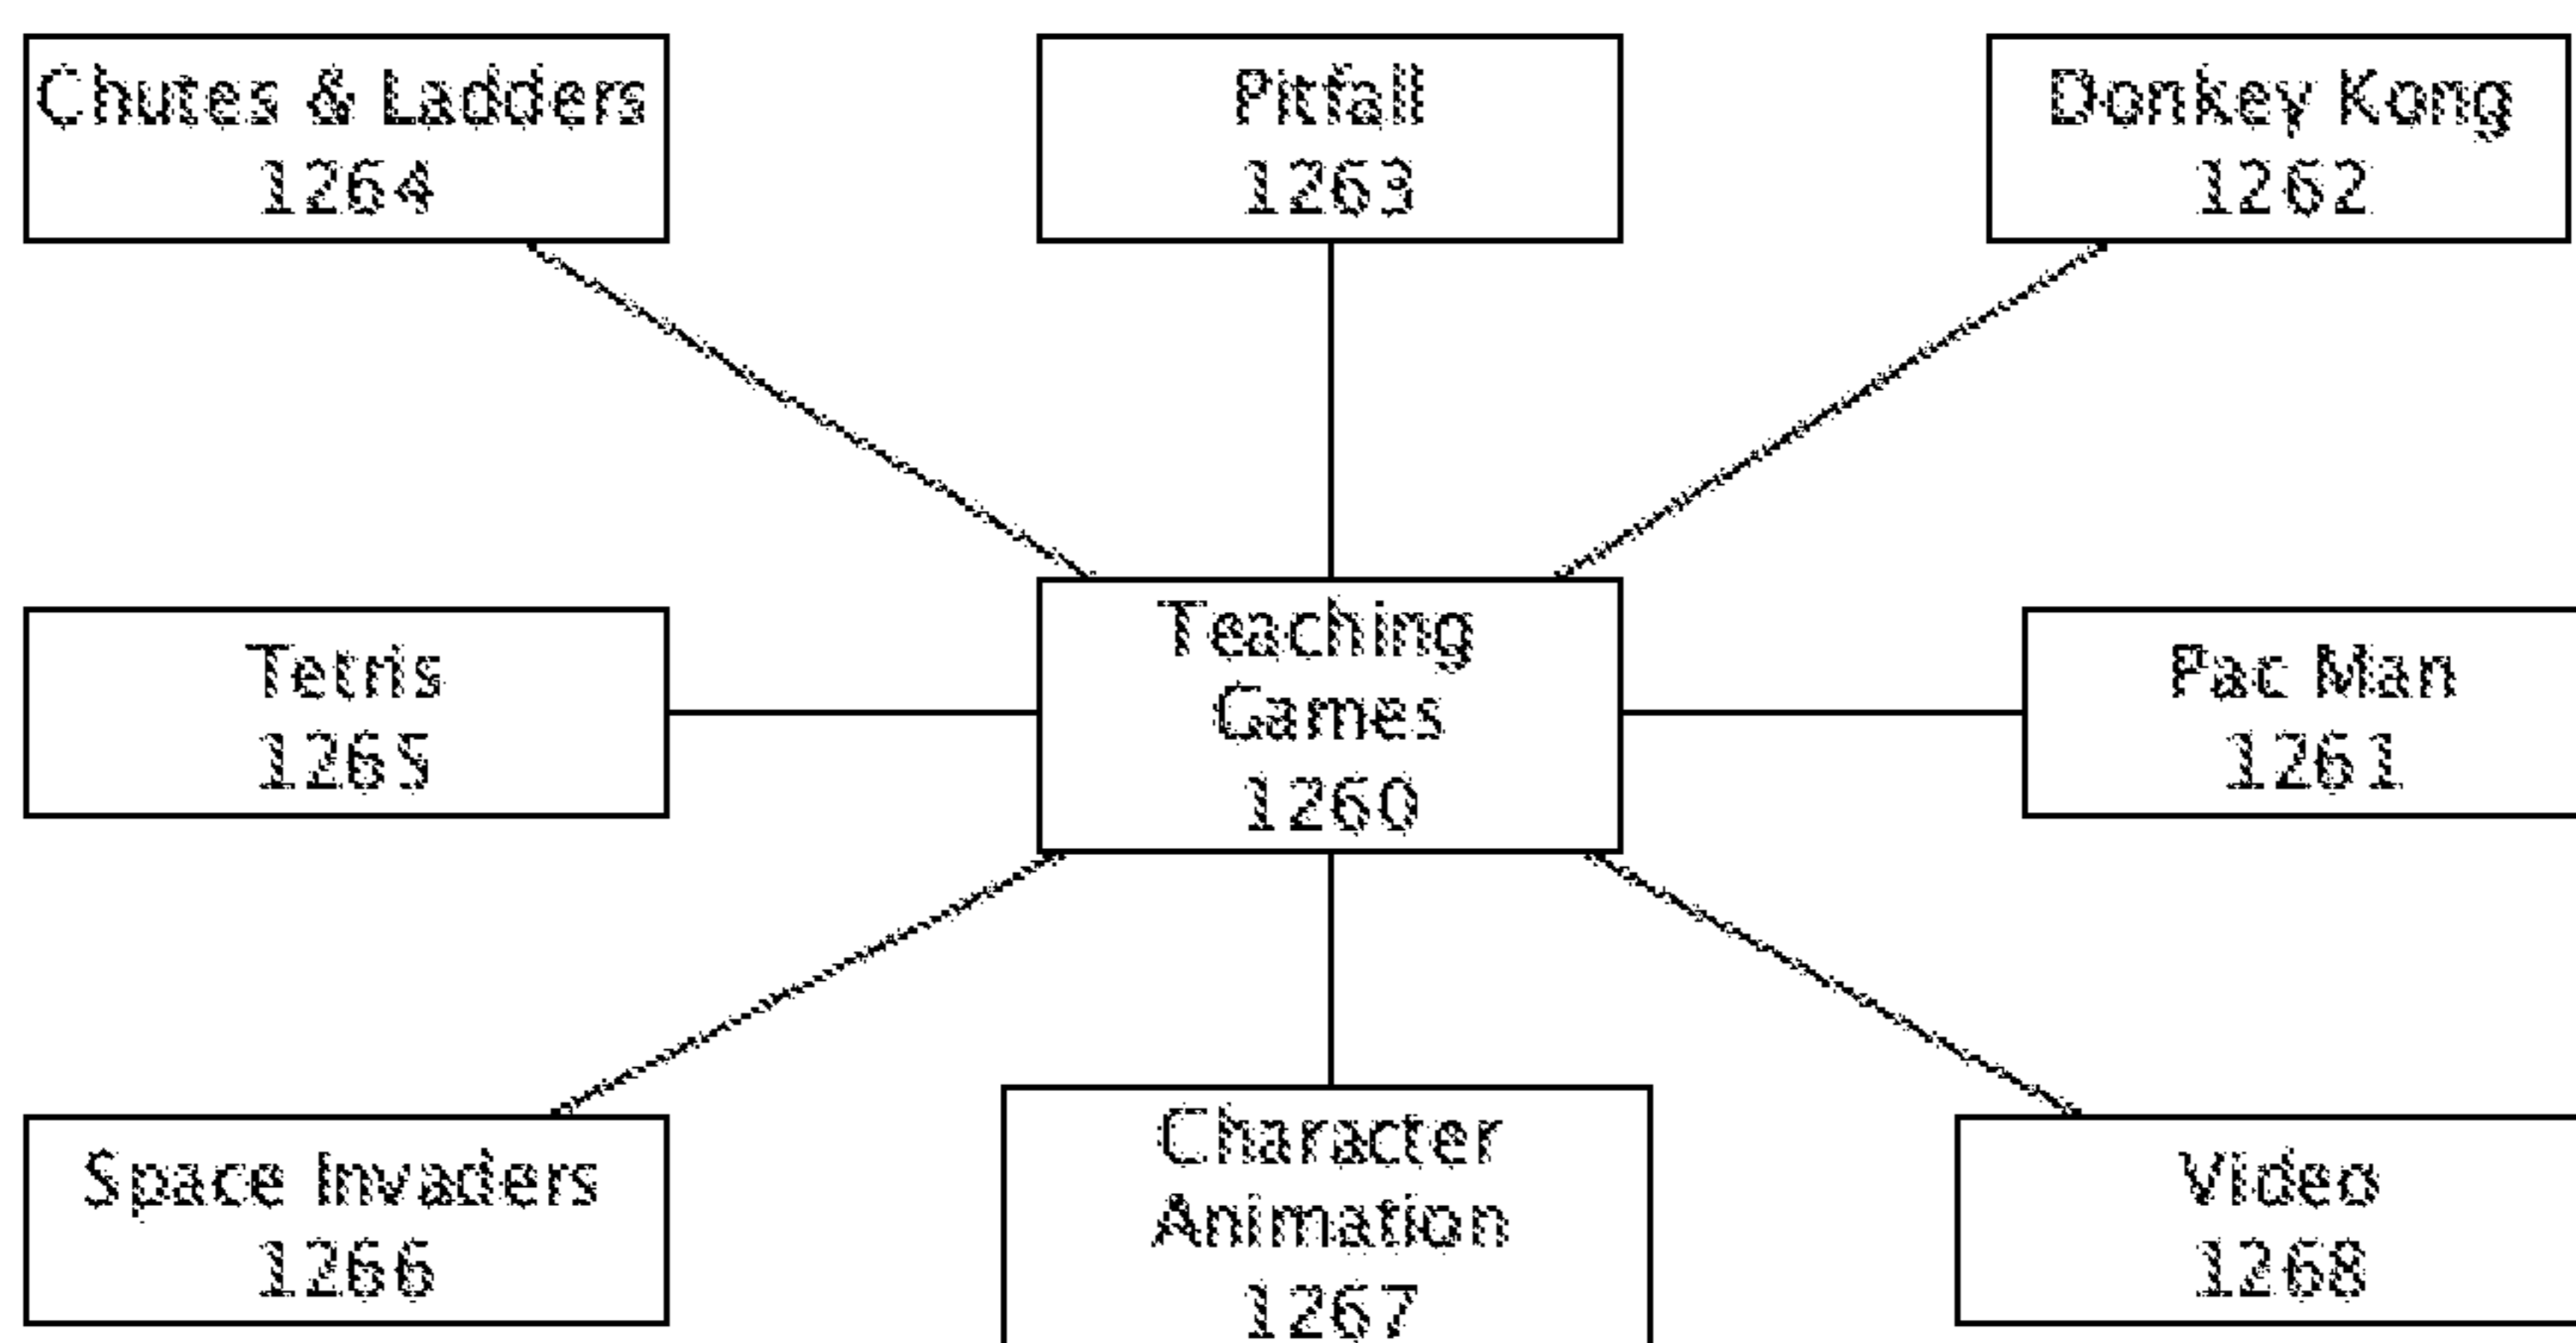 Chutes & Ladders
1264
Pitfall
1263
Donkey Kong
1262
Tetris
1265
Teaching
Games
1260
Pac Man
1261
Space Invaders
1266
Character
Animation
1267
Video
1268